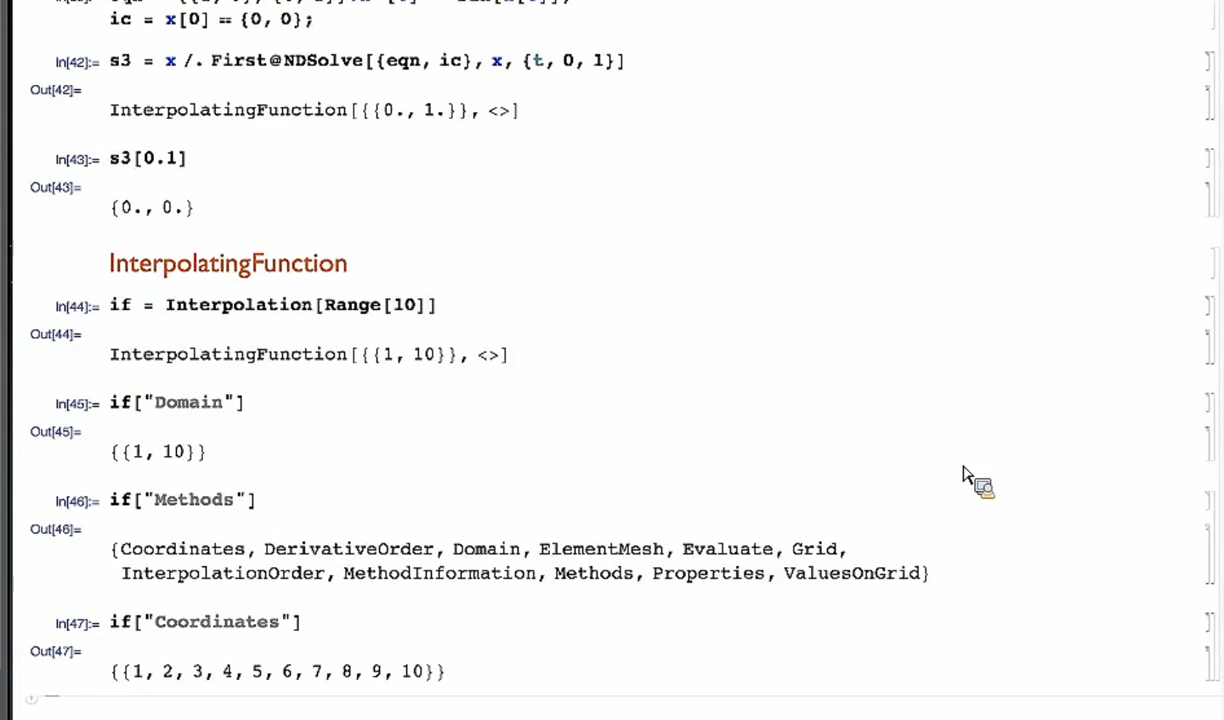 ic = x[0] == {0, 0};
In[42]:= s3 = x /. First@NDSolve[{eqn, ic}, x, {t, 0, 1}]
Out[42]=
InterpolatingFunction[{{0., 1.}}, <>]
In[43]:= s3[0.1]
Out[43]=
{0., 0.}
InterpolatingFunction
In[44]:= if = Interpolation[Range[10]]
Out[44]=
InterpolatingFunction[{{1, 10}}, <>]
In[45]:= if["Domain"]
Out[45]=
{{1, 10}}
In[46]:= if["Methods"]
Out[46]=
{Coordinates, DerivativeOrder, Domain, ElementMesh, Evaluate, Grid,
InterpolationOrder, MethodInformation, Methods, Properties, ValuesOnGrid}
In[47]:= if["Coordinates"]
Out[47]=
{{1, 2, 3, 4, 5, 6, 7, 8, 9, 10}}